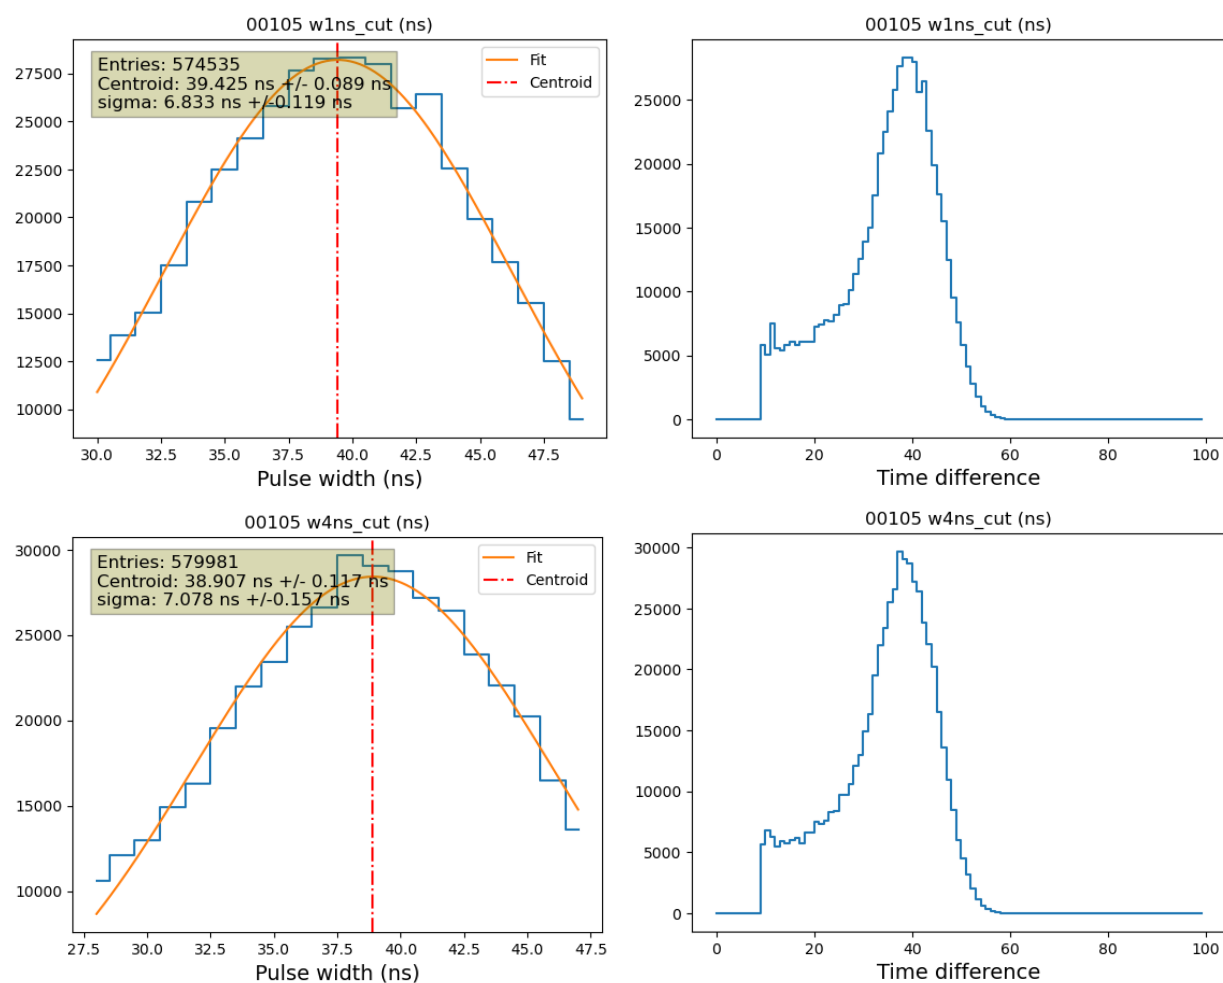 00105 w1ns_cut (ns)
Entries: 574535
Centroid: 39.425 ns +/- 0.089 ns
sigma: 6.833 ns +/-0.119 ns
Fit
Centroid
27500
25000
22500
20000
17500
15000
12500
10000
30.0 32.5 35.0 37.5 40.0 42.5 45.0 47.5
Pulse width (ns)
00105 w1ns_cut (ns)
25000
20000
15000
10000
5000
0
0 20 40 60 80 100
Time difference
00105 w4ns_cut (ns)
Entries: 579981
Centroid: 38.907 ns +/- 0.117 ns
sigma: 7.078 ns +/-0.157 ns
Fit
Centroid
30000
25000
20000
15000
10000
27.5 30.0 32.5 35.0 37.5 40.0 42.5 45.0 47.5
Pulse width (ns)
00105 w4ns_cut (ns)
30000
25000
20000
15000
10000
5000
0
0 20 40 60 80 100
Time difference